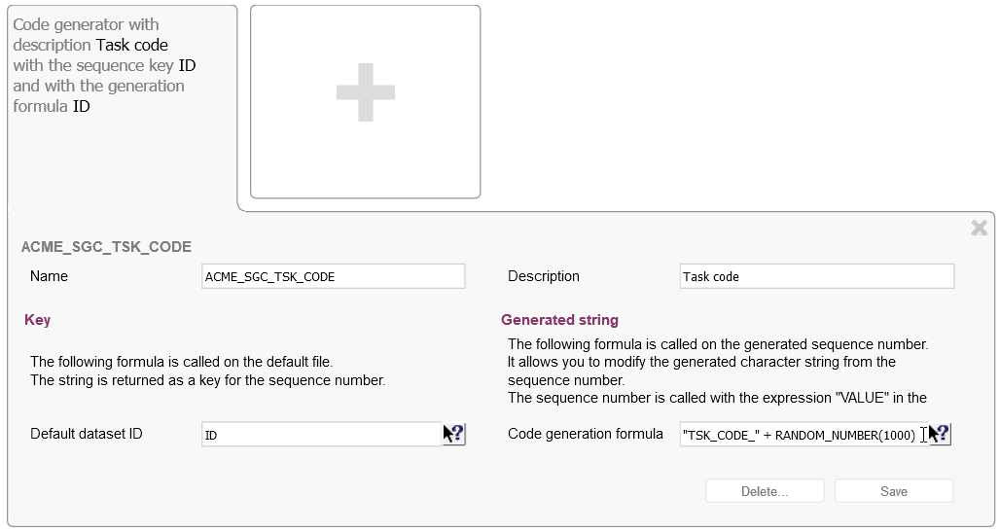 Code generator with
description Task code
with the sequence key ID
and with the generation
formula ID
ACME_SGC_TSK_CODE
Name ACME_SGC_TSK_CODE Description Task code
Key
The following formula is called on the default file.
The string is returned as a key for the sequence number.
Default dataset ID ID
Generated string
The following formula is called on the generated sequence number.
It allows you to modify the generated character string from the
sequence number.
The sequence number is called with the expression "VALUE" in the
Code generation formula "TSK_CODE_" + RANDOM_NUMBER(1000)
Delete... Save